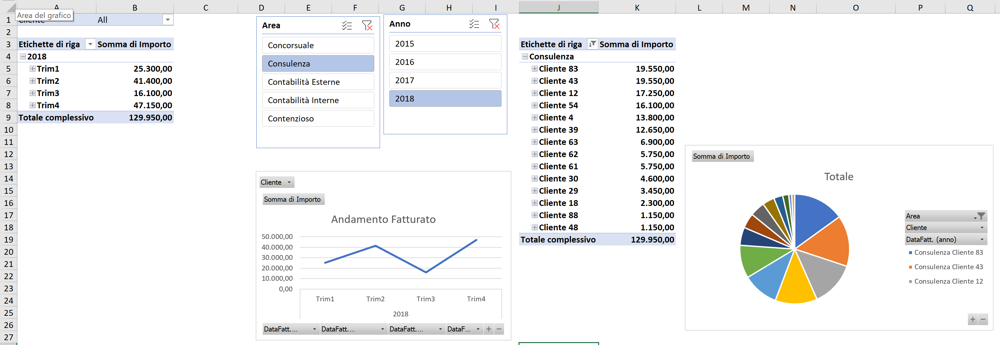 A B C D E F G H I J K L M N O P Q
Area del grafico
1 Cliente All
2
3 Etichette di riga Somma di Importo
4 2018
5 Trim1 25.300,00
6 Trim2 41.400,00
7 Trim3 16.100,00
8 Trim4 47.150,00
9 Totale complessivo 129.950,00
10
11
12
13
14
15
16
17
18
19
20
21
22
23
24
25
26
27
Area
Concorsuale
Consulenza
Contabilità Esterne
Contabilità Interne
Contenzioso
Anno
2015
2016
2017
2018
Cliente
Somma di Importo
Andamento Fatturato
50.000,00
40.000,00
30.000,00
20.000,00
10.000,00
0,00
Trim1 Trim2 Trim3 Trim4
2018
DataFatt.... DataFatt.... DataFatt.... DataF... + −
Etichette di riga Somma di Importo
Consulenza
Cliente 83 19.550,00
Cliente 43 19.550,00
Cliente 12 17.250,00
Cliente 54 16.100,00
Cliente 4 13.800,00
Cliente 39 12.650,00
Cliente 63 6.900,00
Cliente 62 5.750,00
Cliente 61 5.750,00
Cliente 30 4.600,00
Cliente 29 3.450,00
Cliente 18 2.300,00
Cliente 88 1.150,00
Cliente 48 1.150,00
Totale complessivo 129.950,00
Somma di Importo
Totale
Area
Cliente
DataFatt. (anno)
Consulenza Cliente 83
Consulenza Cliente 43
Consulenza Cliente 12
+ −